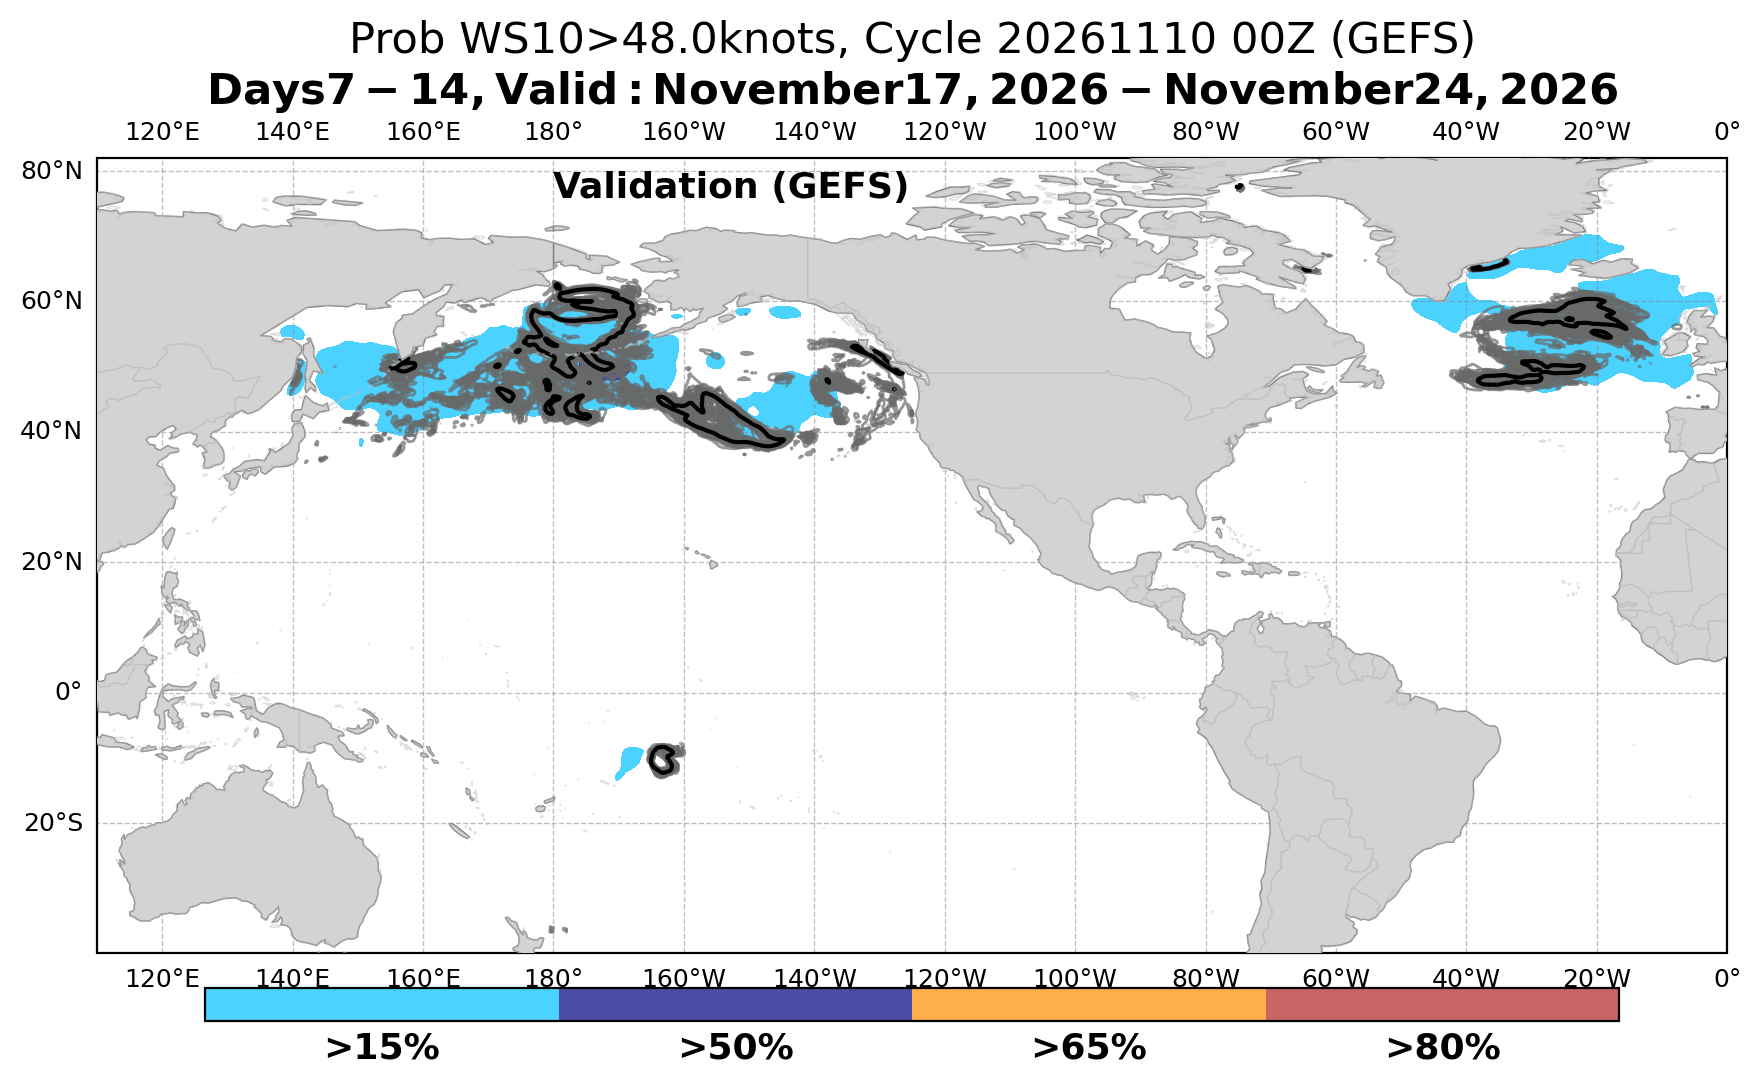 Prob WS10>48.0knots, Cycle 20261110 00Z (GEFS)
Days7 − 14, Valid : November17, 2026 − November24, 2026
120°E 140°E 160°E 180° 160°W 140°W 120°W 100°W 80°W 60°W 40°W 20°W 0°
80°N
Validation (GEFS)
60°N
40°N
20°N
0°
20°S
120°E 140°E 160°E 180° 160°W 140°W 120°W 100°W 80°W 60°W 40°W 20°W 0°
>15% >50% >65% >80%